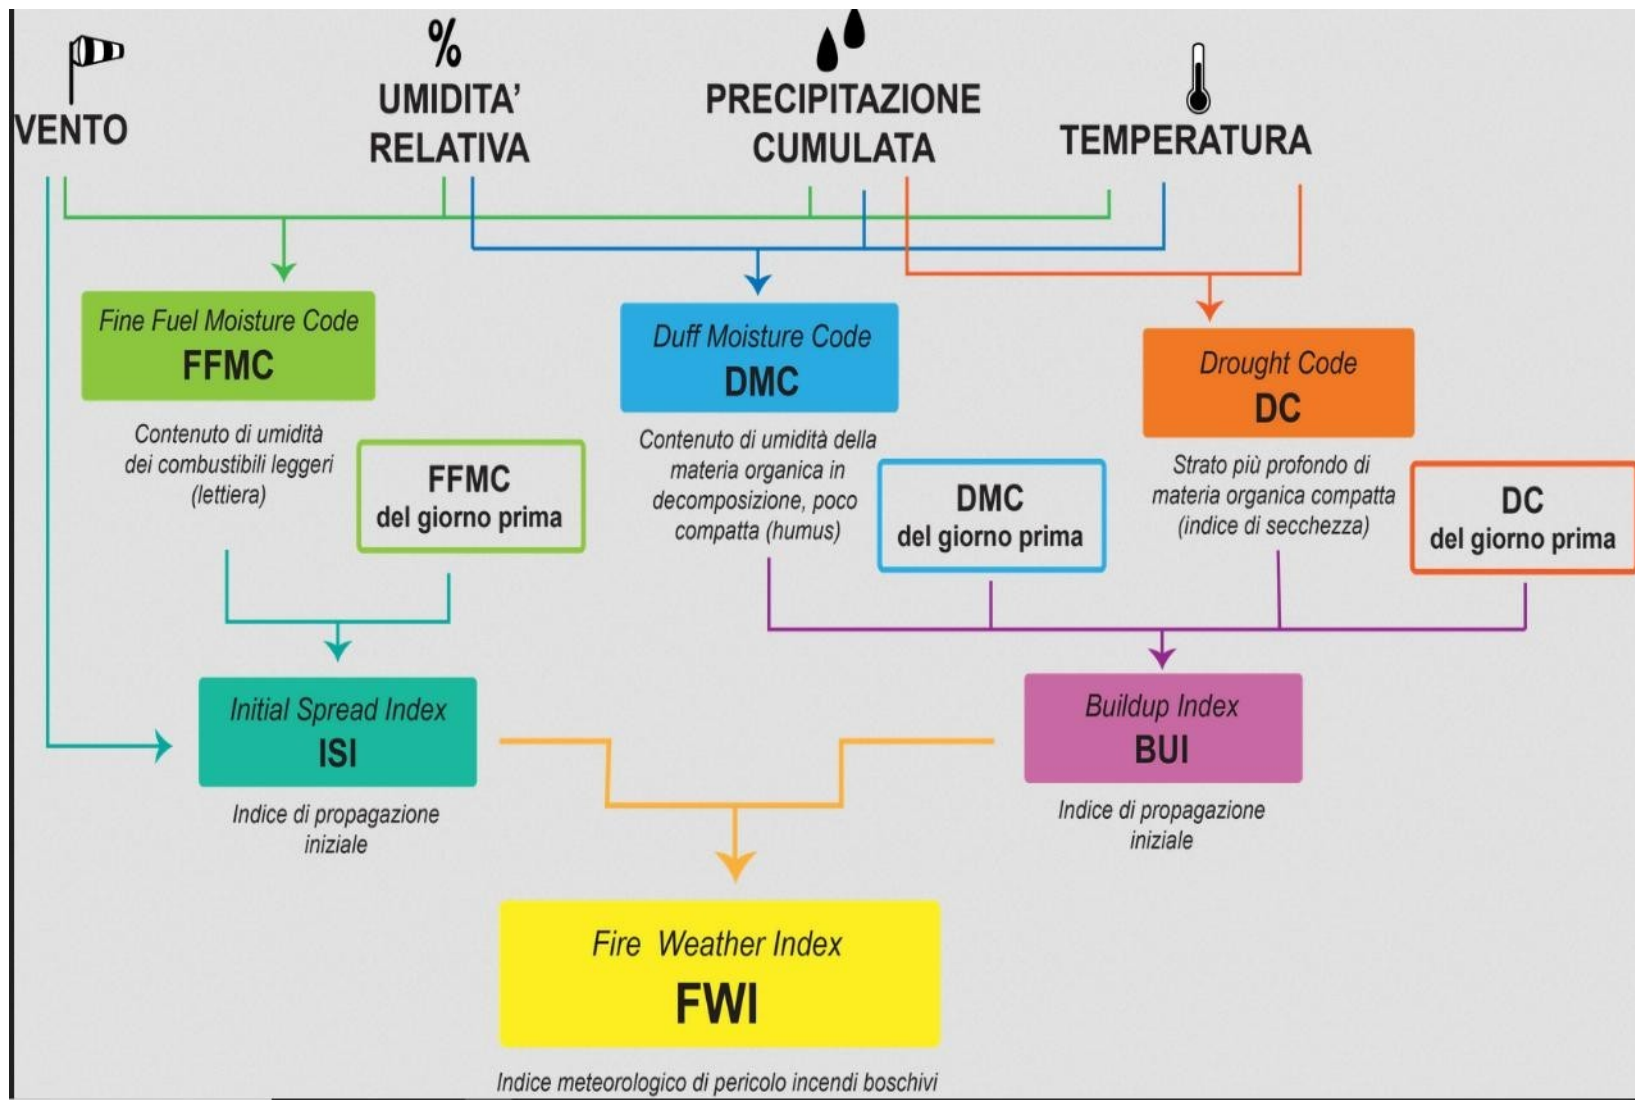 VENTO
%
UMIDITA’
RELATIVA
PRECIPITAZIONE
CUMULATA
TEMPERATURA
Fine Fuel Moisture Code
FFMC
Contenuto di umidità
dei combustibili leggeri
(lettiera)
FFMC
del giorno prima
Duff Moisture Code
DMC
Contenuto di umidità della
materia organica in
decomposizione, poco
compatta (humus)
DMC
del giorno prima
Drought Code
DC
Strato più profondo di
materia organica compatta
(indice di secchezza)
DC
del giorno prima
Initial Spread Index
ISI
Indice di propagazione
iniziale
Buildup Index
BUI
Indice di propagazione
iniziale
Fire Weather Index
FWI
Indice meteorologico di pericolo incendi boschivi